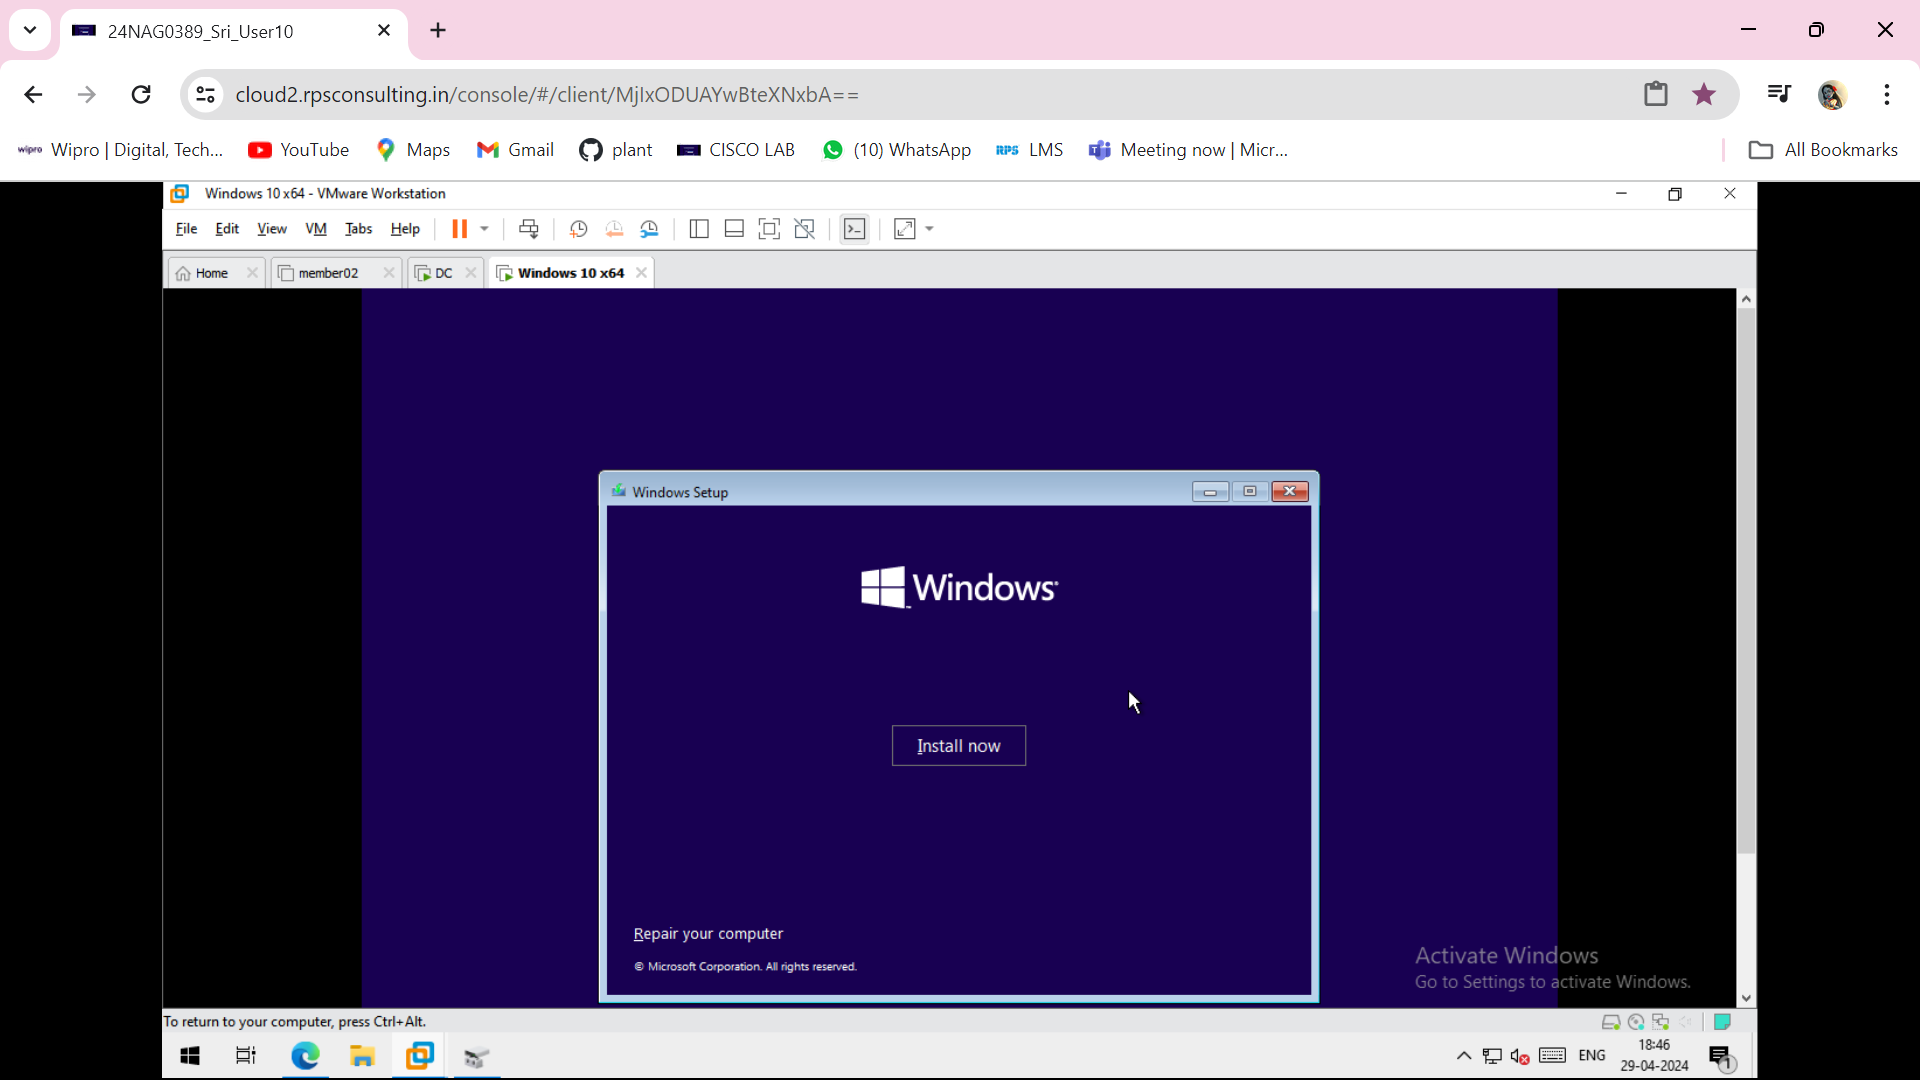 24NAG0389_Sri_User10
cloud2.rpsconsulting.in/console/#/client/MjIxODUAYwBteXNxbA==
wipro Wipro | Digital, Tech... YouTube Maps Gmail plant CISCO LAB (10) WhatsApp RPS LMS Meeting now | Micr... All Bookmarks
Windows 10 x64 - VMware Workstation
File Edit View VM Tabs Help
Home member02 DC Windows 10 x64
Windows Setup
Windows
Install now
Repair your computer
© Microsoft Corporation. All rights reserved.
Activate Windows
Go to Settings to activate Windows.
To return to your computer, press Ctrl+Alt.
ENG 18:46
29-04-2024
1